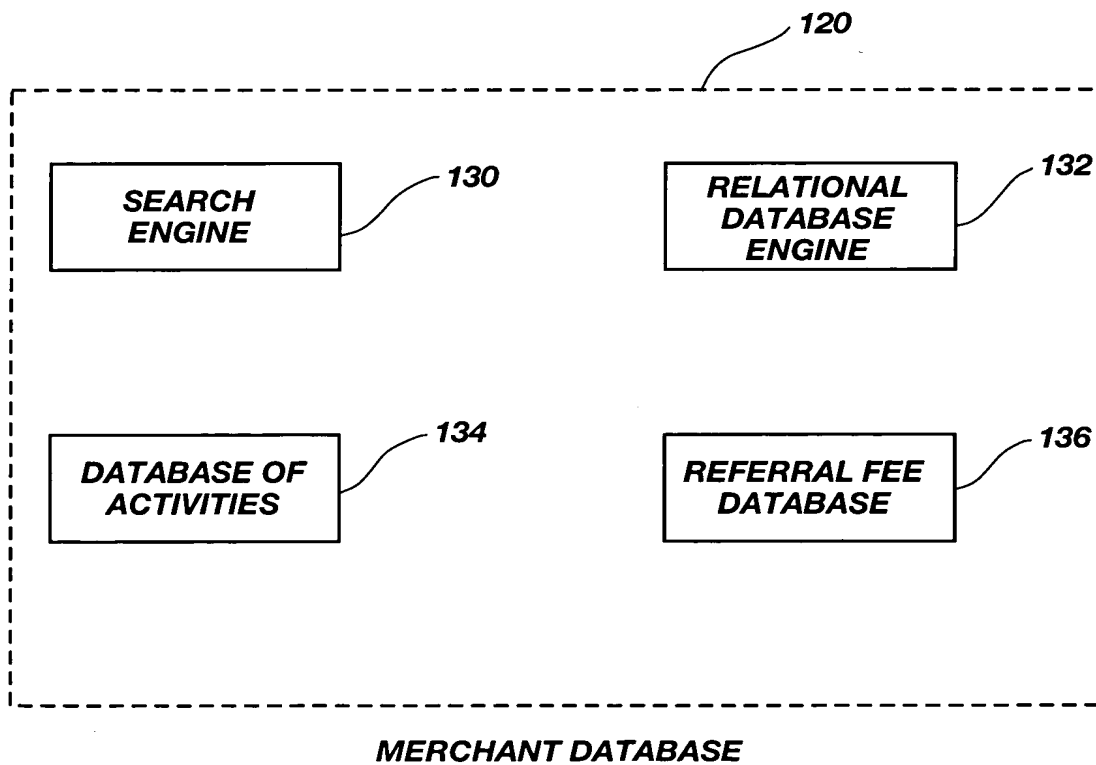 120
SEARCH
ENGINE
130
RELATIONAL
DATABASE
ENGINE
132
DATABASE OF
ACTIVITIES
134
REFERRAL FEE
DATABASE
136
MERCHANT DATABASE